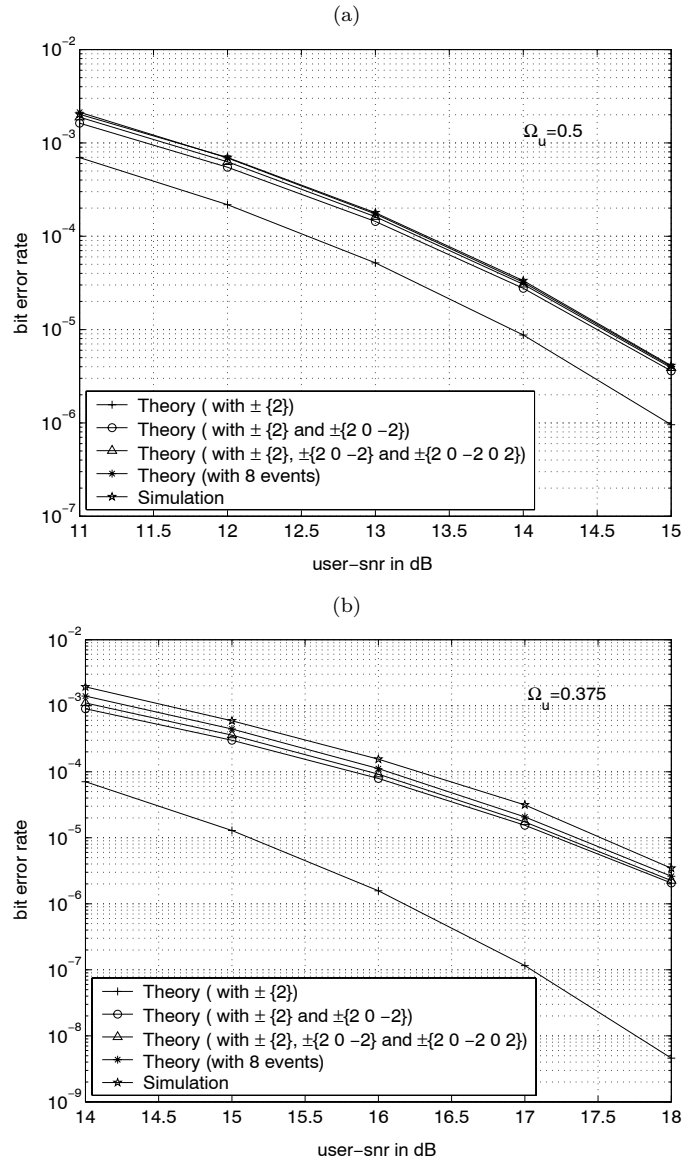 (a)
10^-2
10^-3
10^-4
10^-5
10^-6
10^-7
bit error rate
Ω_u=0.5
Theory ( with ± {2})
Theory ( with ± {2} and ±{2 0 −2})
Theory ( with ± {2}, ±{2 0 −2} and ±{2 0 −2 0 2})
Theory (with 8 events)
Simulation
11 11.5 12 12.5 13 13.5 14 14.5 15
user−snr in dB
(b)
10^-2
10^-3
10^-4
10^-5
10^-6
10^-7
10^-8
10^-9
bit error rate
Ω_u=0.375
Theory ( with ± {2})
Theory ( with ± {2} and ±{2 0 −2})
Theory ( with ± {2}, ±{2 0 −2} and ±{2 0 −2 0 2})
Theory (with 8 events)
Simulation
14 14.5 15 15.5 16 16.5 17 17.5 18
user−snr in dB